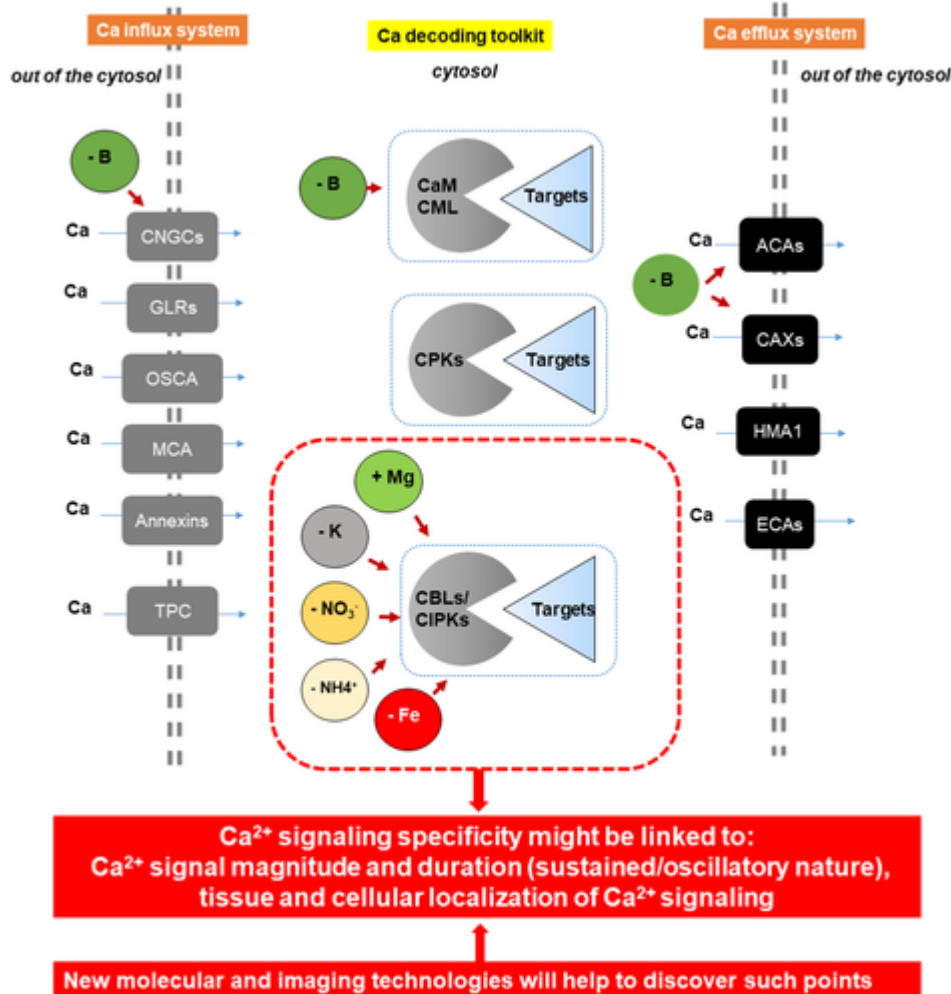 Ca influx system
Ca decoding toolkit
Ca efflux system
out of the cytosol
cytosol
out of the cytosol
- B
Ca
CNGCs
Ca
GLRs
Ca
OSCA
Ca
MCA
Ca
Annexins
Ca
TPC
- B
CaM
CML
Targets
CPKs
Targets
+ Mg
- K
- NO₃⁻
- NH4⁺
- Fe
CBLs/
CIPKs
Targets
Ca
ACAs
- B
Ca
CAXs
Ca
HMA1
Ca
ECAs
Ca²⁺ signaling specificity might be linked to:
Ca²⁺ signal magnitude and duration (sustained/oscillatory nature),
tissue and cellular localization of Ca²⁺ signaling
New molecular and imaging technologies will help to discover such points